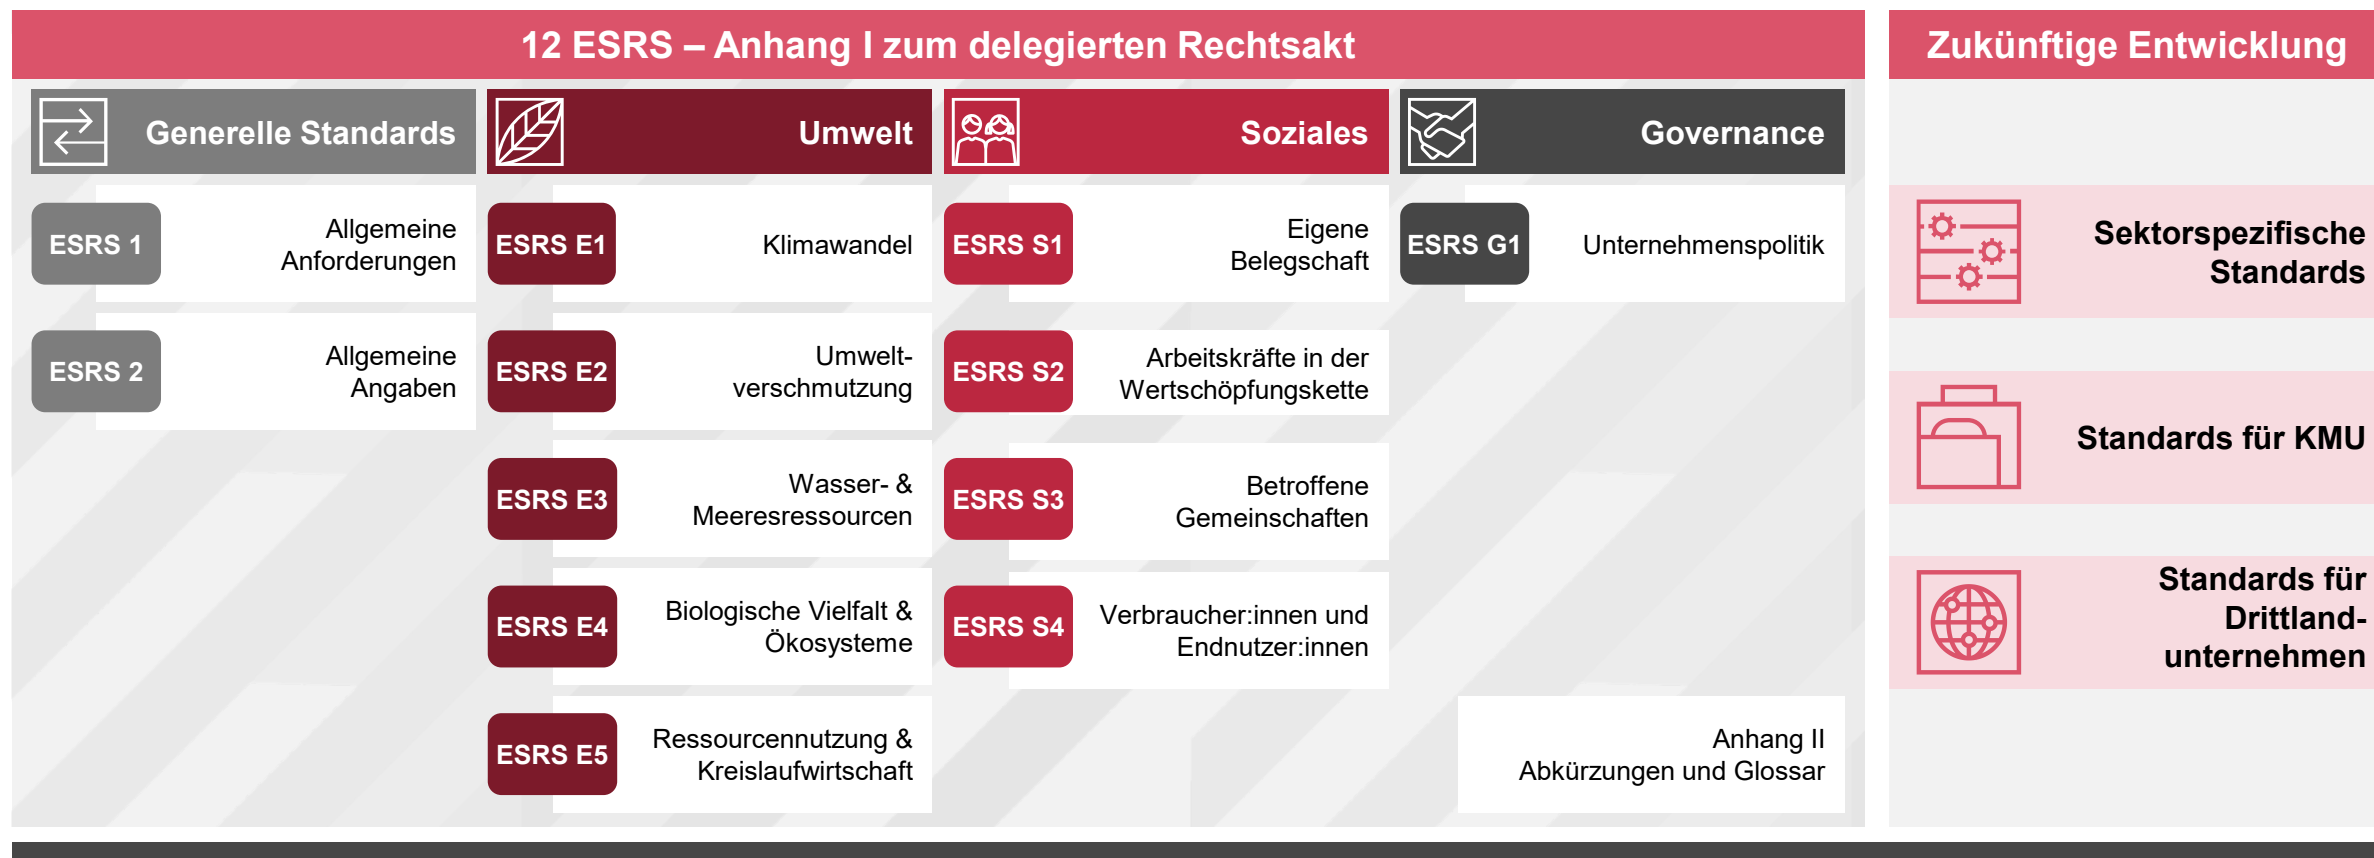 12 ESRS – Anhang I zum delegierten Rechtsakt
Generelle Standards
ESRS 1
Allgemeine
Anforderungen
ESRS 2
Allgemeine
Angaben
Umwelt
ESRS E1
Klimawandel
ESRS E2
Umwelt-
verschmutzung
ESRS E3
Wasser- &
Meeresressourcen
ESRS E4
Biologische Vielfalt &
Ökosysteme
ESRS E5
Ressourcennutzung &
Kreislaufwirtschaft
Soziales
ESRS S1
Eigene
Belegschaft
ESRS S2
Arbeitskräfte in der
Wertschöpfungskette
ESRS S3
Betroffene
Gemeinschaften
ESRS S4
Verbraucher:innen und
Endnutzer:innen
Governance
ESRS G1
Unternehmenspolitik
Anhang II
Abkürzungen und Glossar
Zukünftige Entwicklung
Sektorspezifische
Standards
Standards für KMU
Standards für
Drittland-
unternehmen